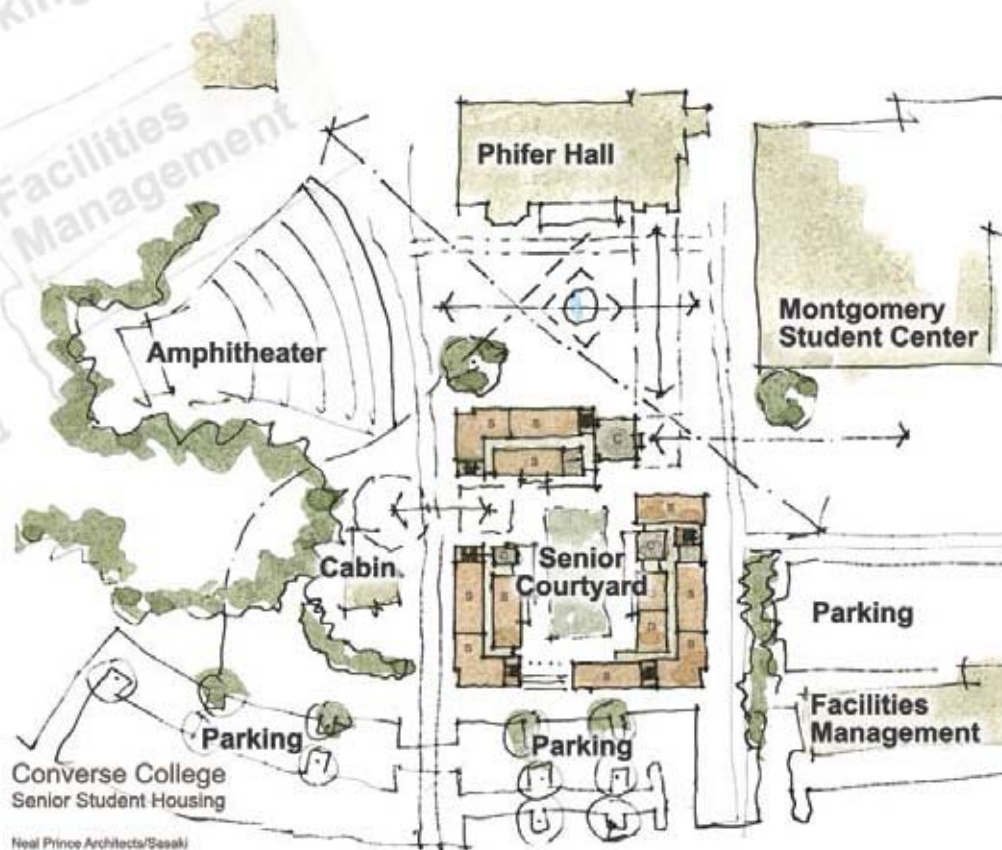 king
Facilities
Management
Phifer Hall
Montgomery
Student Center
Amphitheater
S
S
C
S
Cabin
Senior
Courtyard
Parking
Facilities
Management
Parking
Parking
Converse College
Senior Student Housing
Neal Prince Architects/Sasaki